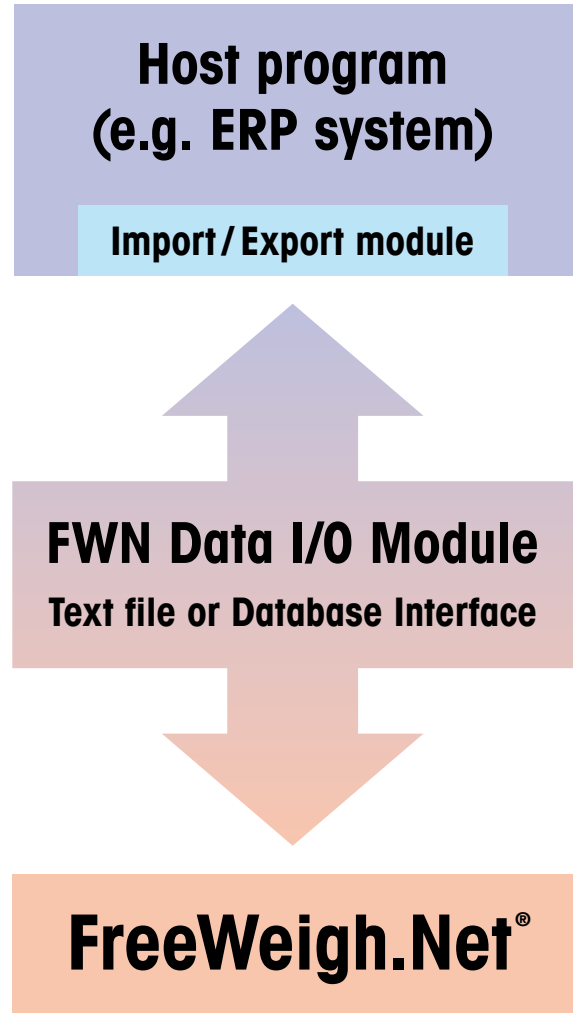 Host program
(e.g. ERP system)
Import/Export module
FWN Data I/O Module
Text file or Database Interface
FreeWeigh.Net®